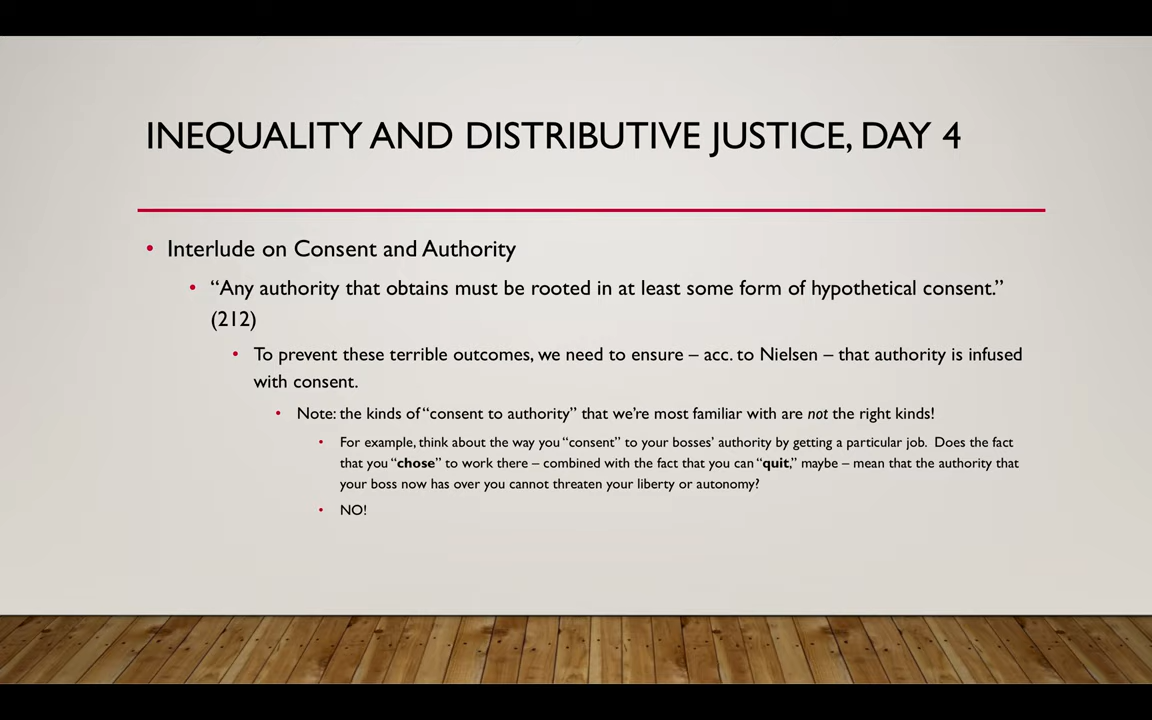 INEQUALITY AND DISTRIBUTIVE JUSTICE, DAY 4
• Interlude on Consent and Authority
• “Any authority that obtains must be rooted in at least some form of hypothetical consent.”
(212)
• To prevent these terrible outcomes, we need to ensure – acc. to Nielsen – that authority is infused
with consent.
• Note: the kinds of “consent to authority” that we’re most familiar with are not the right kinds!
• For example, think about the way you “consent” to your bosses’ authority by getting a particular job. Does the fact
that you “chose” to work there – combined with the fact that you can “quit,” maybe – mean that the authority that
your boss now has over you cannot threaten your liberty or autonomy?
• NO!